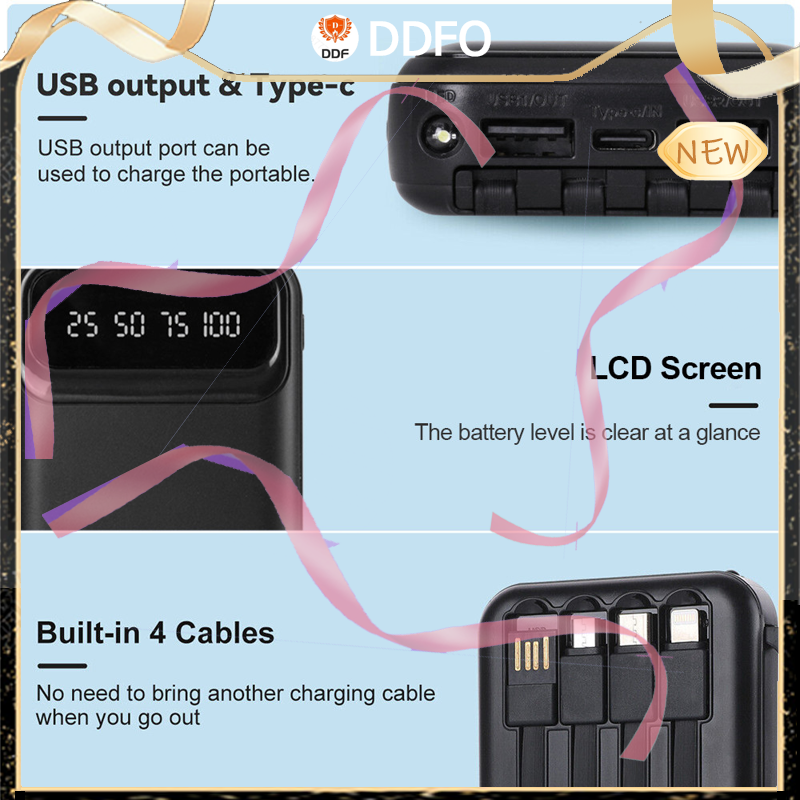 DDF
DDFO
USB output & Type-c
USB output port can be
used to charge the portable.
LED
USB1/OUT
Type-c/IN
NEW
25 50 75 100
LCD Screen
The battery level is clear at a glance
Built-in 4 Cables
No need to bring another charging cable
when you go out